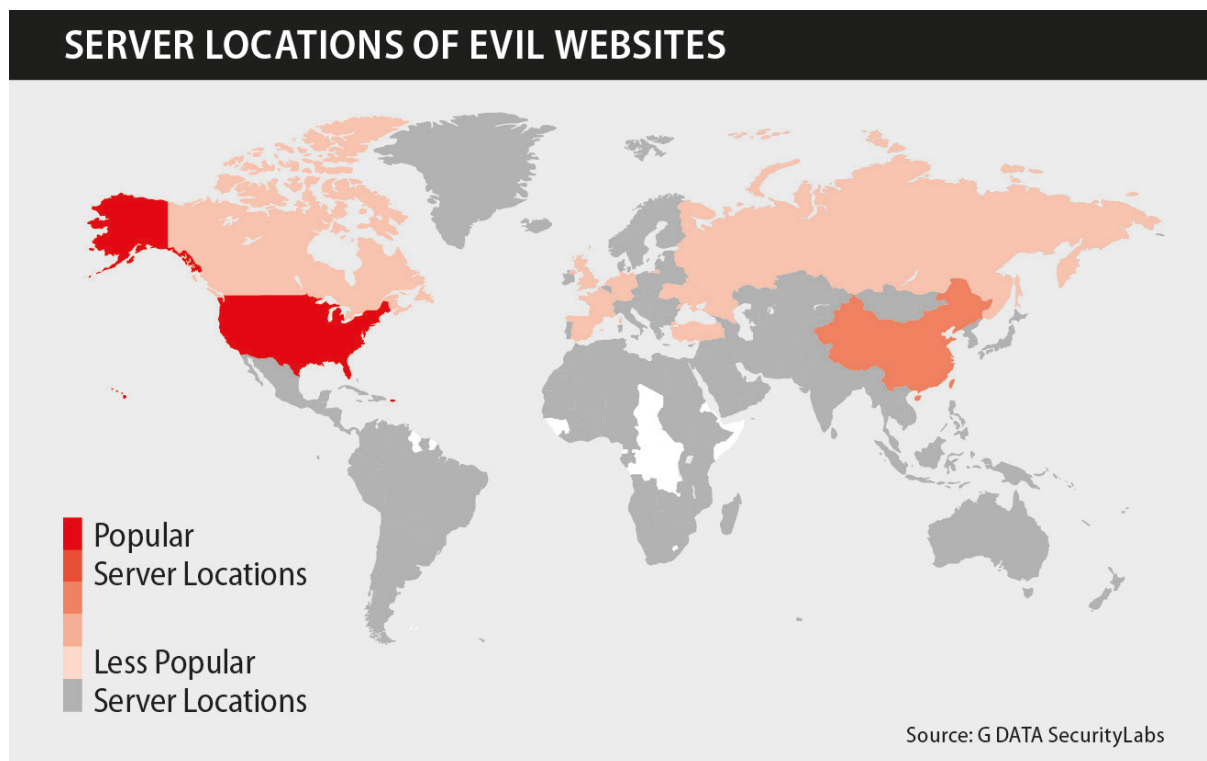 SERVER LOCATIONS OF EVIL WEBSITES
Popular
Server Locations
Less Popular
Server Locations
Source: G DATA SecurityLabs